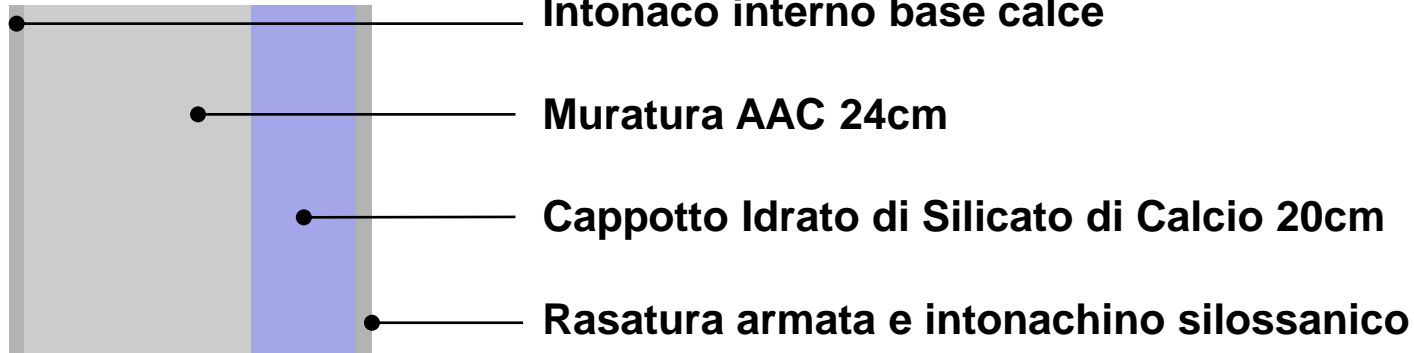 Intonaco interno base calce
Muratura AAC 24cm
Cappotto Idrato di Silicato di Calcio 20cm
Rasatura armata e intonachino silossanico